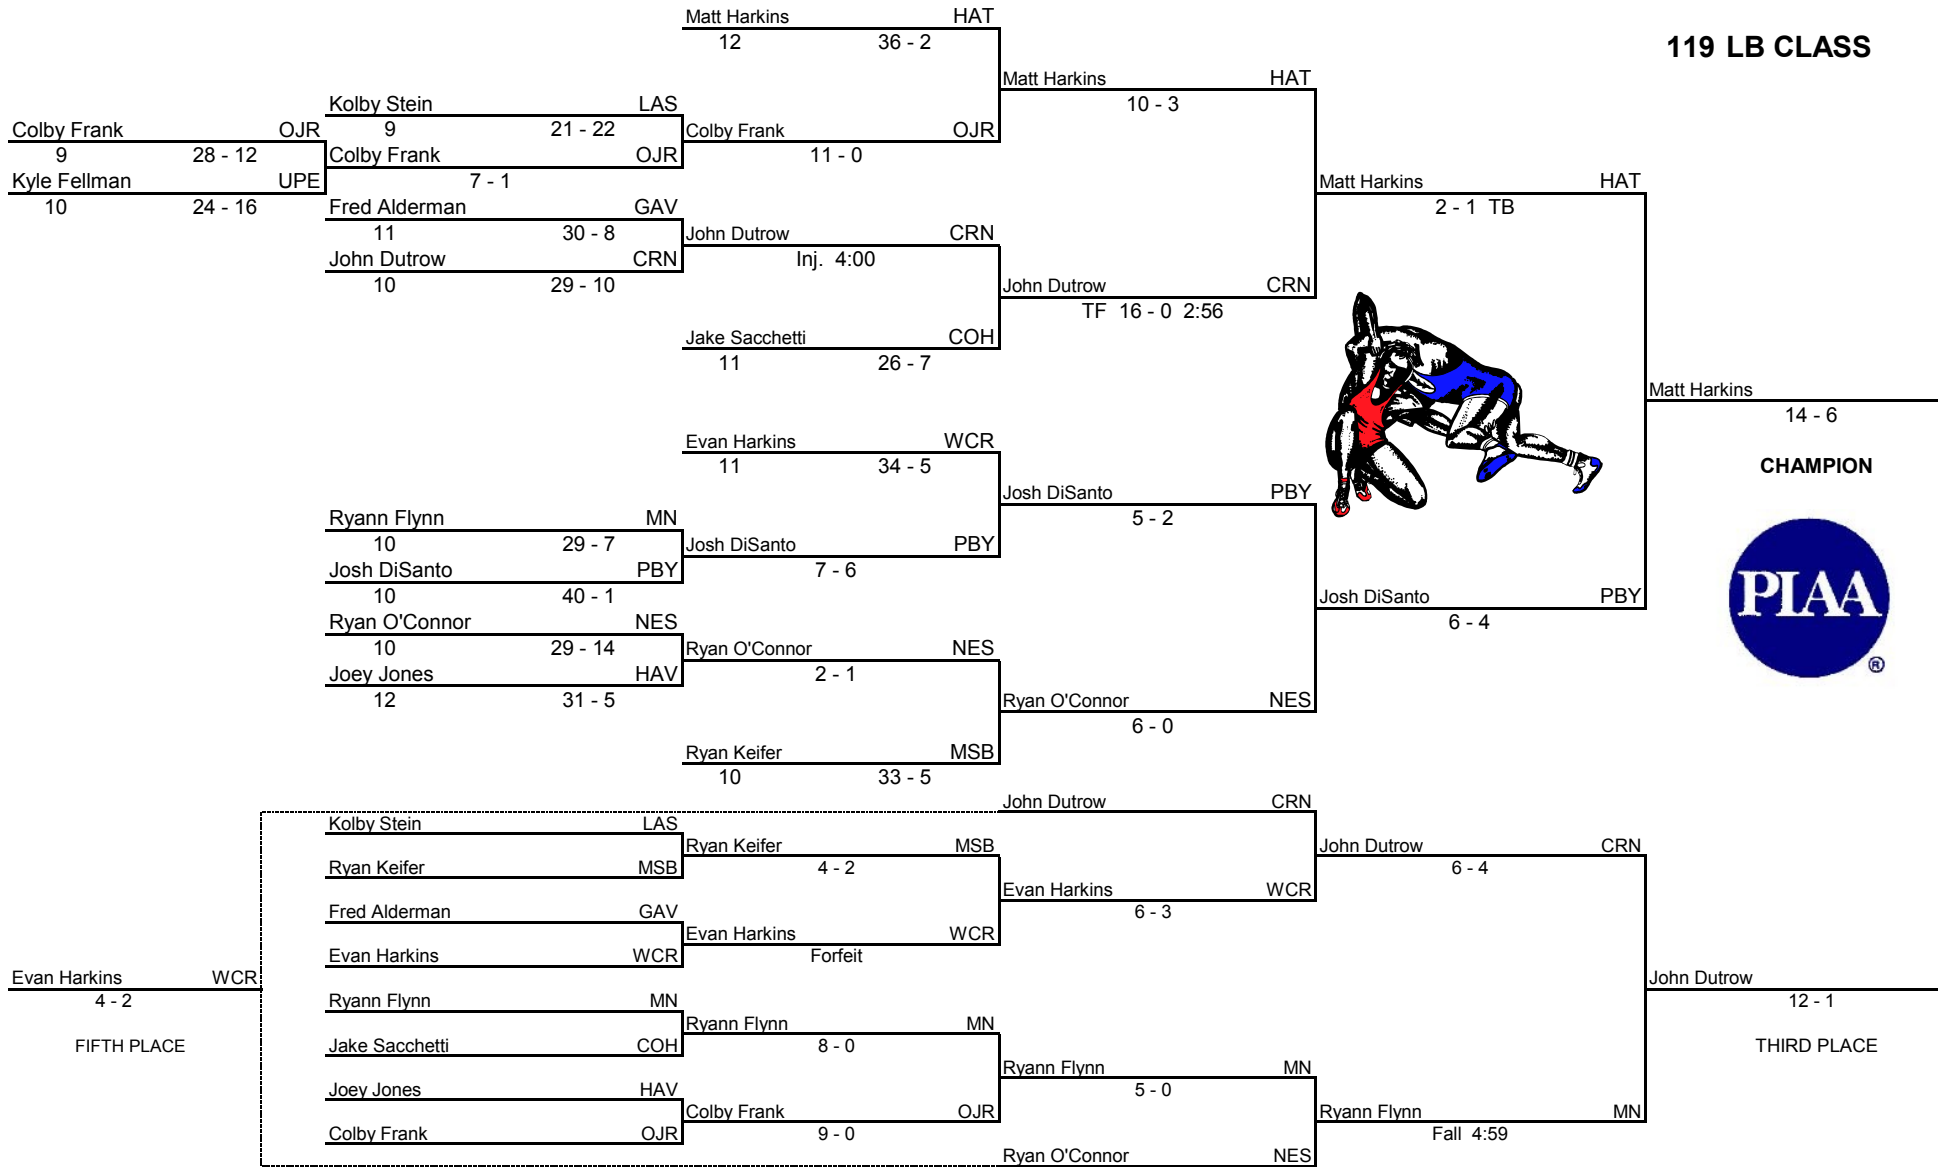 119 LB CLASS
Matt Harkins HAT
12 36 - 2
Matt Harkins HAT
10 - 3
Kolby Stein LAS
9 21 - 22
Colby Frank OJR
9 28 - 12
Colby Frank OJR
11 - 0
Colby Frank OJR
7 - 1
Kyle Fellman UPE
10 24 - 16
Matt Harkins HAT
2 - 1 TB
Fred Alderman GAV
11 30 - 8
John Dutrow CRN
Inj. 4:00
John Dutrow CRN
10 29 - 10
John Dutrow CRN
TF 16 - 0 2:56
Jake Sacchetti COH
11 26 - 7
Matt Harkins
14 - 6
CHAMPION
Evan Harkins WCR
11 34 - 5
Josh DiSanto PBY
5 - 2
Ryann Flynn MN
10 29 - 7
Josh DiSanto PBY
7 - 6
Josh DiSanto PBY
10 40 - 1
Josh DiSanto PBY
6 - 4
PIAA
®
Ryan O'Connor NES
10 29 - 14
Ryan O'Connor NES
2 - 1
Joey Jones HAV
12 31 - 5
Ryan O'Connor NES
6 - 0
Ryan Keifer MSB
10 33 - 5
John Dutrow CRN
Kolby Stein LAS
Ryan Keifer MSB
4 - 2
Ryan Keifer MSB
John Dutrow CRN
6 - 4
Evan Harkins WCR
6 - 3
Fred Alderman GAV
Evan Harkins WCR
Forfeit
Evan Harkins WCR
Evan Harkins WCR
4 - 2
FIFTH PLACE
John Dutrow
12 - 1
THIRD PLACE
Ryann Flynn MN
Ryann Flynn MN
8 - 0
Jake Sacchetti COH
Ryann Flynn MN
5 - 0
Joey Jones HAV
Colby Frank OJR
9 - 0
Colby Frank OJR
Ryann Flynn MN
Fall 4:59
Ryan O'Connor NES